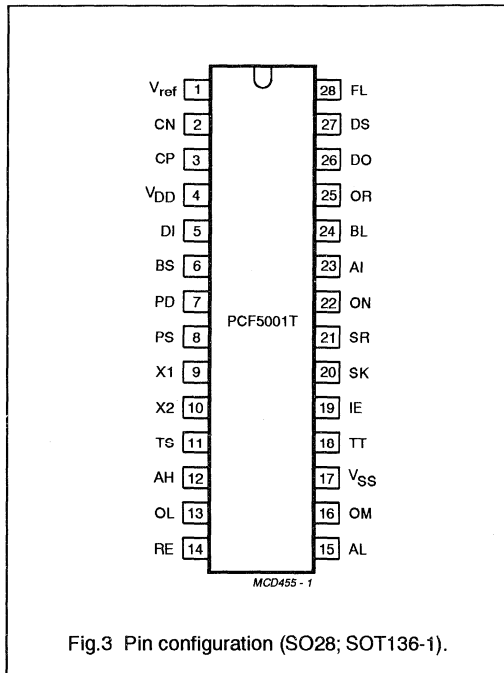 Vref 1 28 FL
CN 2 27 DS
CP 3 26 DO
VDD 4 25 OR
DI 5 24 BL
BS 6 23 AI
PD 7 22 ON
PCF5001T
PS 8 21 SR
X1 9 20 SK
X2 10 19 IE
TS 11 18 TT
AH 12 17 VSS
OL 13 16 OM
RE 14 15 AL
MCD455 - 1
Fig.3 Pin configuration (SO28; SOT136-1).